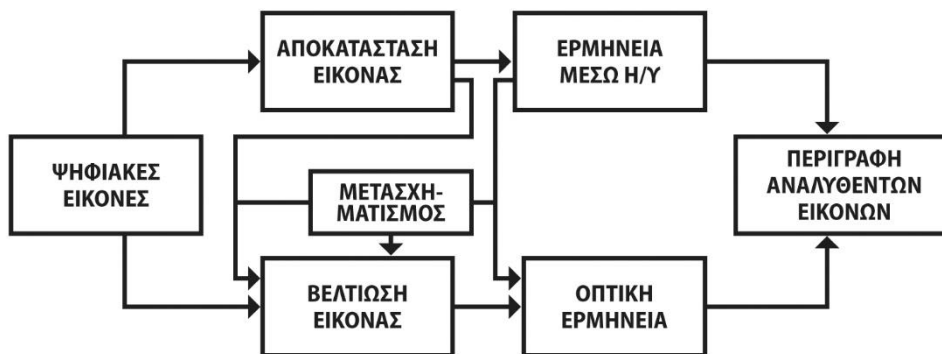 ΑΠΟΚΑΤΑΣΤΑΣΗ
ΕΙΚΟΝΑΣ
ΕΡΜΗΝΕΙΑ
ΜΕΣΩ Η/Υ
ΨΗΦΙΑΚΕΣ
ΕΙΚΟΝΕΣ
ΜΕΤΑΣΧΗ-
ΜΑΤΙΣΜΟΣ
ΠΕΡΙΓΡΑΦΗ
ΑΝΑΛΥΘΕΝΤΩΝ
ΕΙΚΟΝΩΝ
ΒΕΛΤΙΩΣΗ
ΕΙΚΟΝΑΣ
ΟΠΤΙΚΗ
ΕΡΜΗΝΕΙΑ